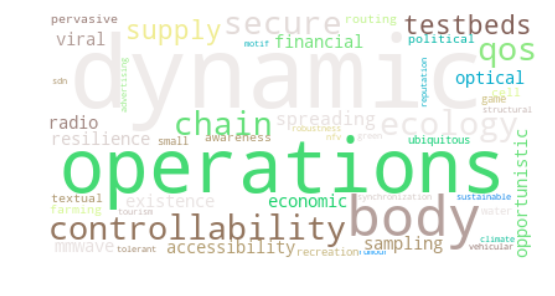 pervasive
supply
secure
routing
testbeds
viral
motif
financial
political
qos
dynamic
sdn
advertising
reputation
optical
cell
game
structural
radio
chain
spreading
ecology
robustness
resilience
small
awareness
nfv
green
ubiquitous
operations
opportunistic
textual
existence
economic
synchronization
sustainable
body
farming
tourism
water
controllability
mmwave
tolerant
accessibility
recreation
rumour
sampling
climate
vehicular